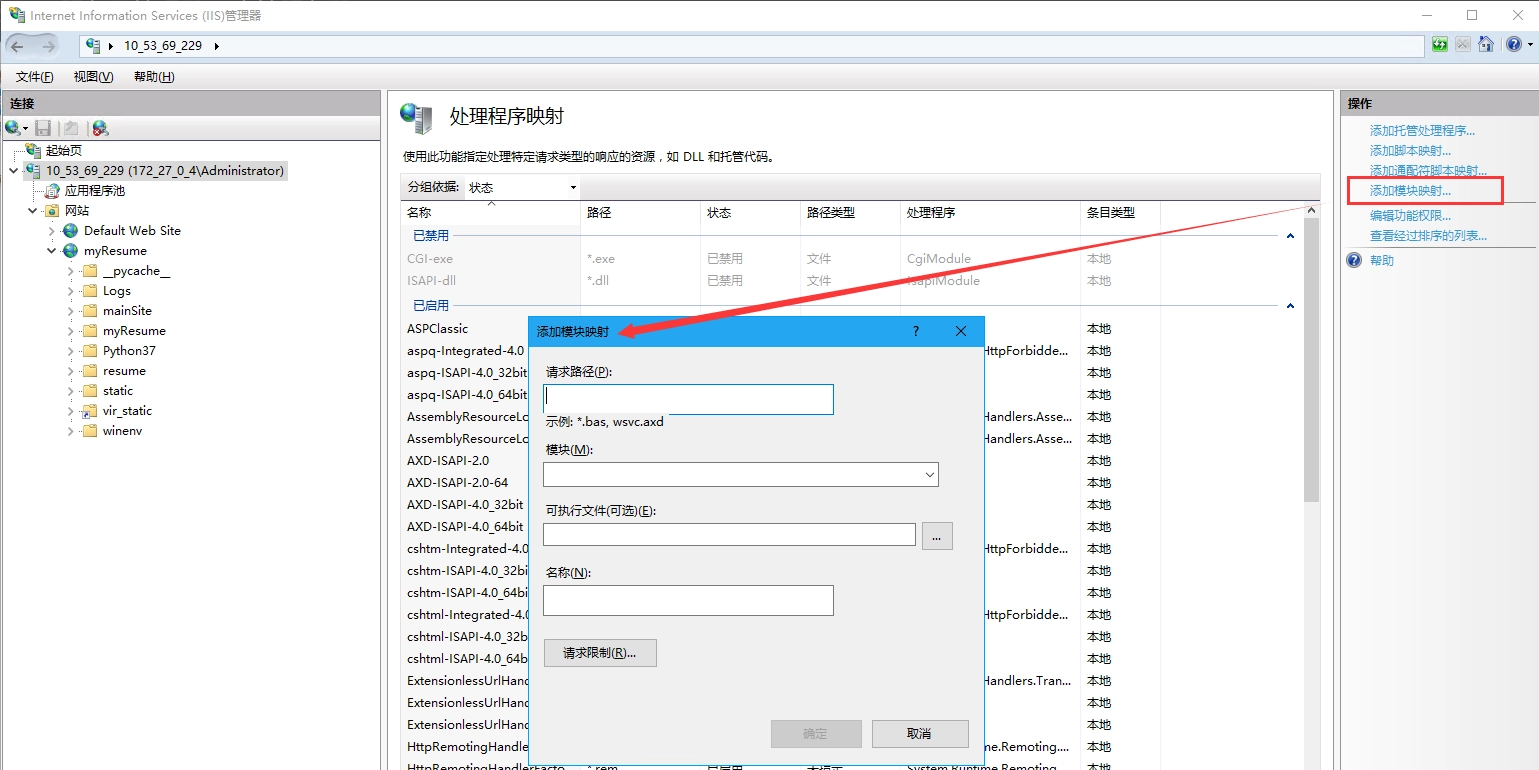 Internet Information Services (IIS)管理器
10_53_69_229
文件(F) 视图(V) 帮助(H)
连接
起始页
10_53_69_229 (172_27_0_4\Administrator)
应用程序池
网站
Default Web Site
myResume
__pycache__
Logs
mainSite
myResume
Python37
resume
static
vir_static
winenv
处理程序映射
使用此功能指定处理特定请求类型的响应的资源，如 DLL 和托管代码。
分组依据: 状态
名称 路径 状态 路径类型 处理程序 条目类型
已禁用
CGI-exe *.exe 已禁用 文件 CgiModule 本地
ISAPI-dll *.dll 已禁用 文件 IsapiModule 本地
已启用
ASPClassic 本地
aspq-Integrated-4.0 HttpForbidde... 本地
aspq-ISAPI-4.0_32bit 本地
aspq-ISAPI-4.0_64bit 本地
AssemblyResourceLo Handlers.Asse... 本地
AssemblyResourceLo Handlers.Asse... 本地
AXD-ISAPI-2.0 本地
AXD-ISAPI-2.0-64 本地
AXD-ISAPI-4.0_32bit 本地
AXD-ISAPI-4.0_64bit 本地
cshtm-Integrated-4.0 HttpForbidde... 本地
cshtm-ISAPI-4.0_32bi 本地
cshtm-ISAPI-4.0_64bi 本地
cshtml-Integrated-4.0 HttpForbidde... 本地
cshtml-ISAPI-4.0_32b 本地
cshtml-ISAPI-4.0_64b 本地
ExtensionlessUrlHand Handlers.Tran... 本地
ExtensionlessUrlHand 本地
ExtensionlessUrlHand 本地
HttpRemotingHandle me.Remoting.... 本地
HttpRemotingHandlerFacto *.rem 已启用 未指定 System.Runtime.Remoting.... 本地
添加模块映射 ?
请求路径(P):
示例: *.bas, wsvc.axd
模块(M):
可执行文件(可选)(E):
...
名称(N):
请求限制(R)...
确定 取消
操作
添加托管处理程序...
添加脚本映射...
添加通配符脚本映射...
添加模块映射...
编辑功能权限...
查看经过排序的列表...
帮助